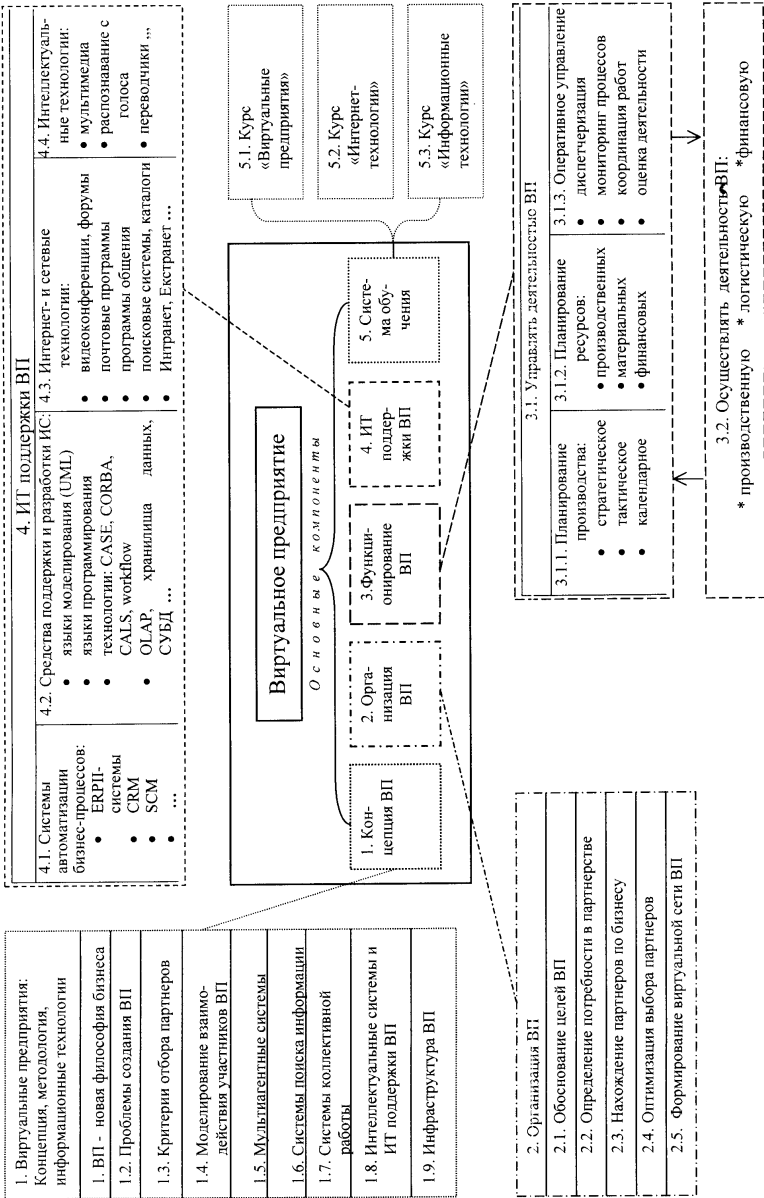 1. Виртуальные предприятия:
Концепция, методология,
информационные технологии
1. ВП - новая философия бизнеса
1.2. Проблемы создания ВП
1.3. Критерии отбора партнеров
1.4. Моделирование взаимо-
действия участников ВП
1.5. Мультиагентные системы
1.6. Системы поиска информации
1.7. Системы коллективной
работы
1.8. Интеллектуальные системы и
ИТ поддержки ВП
1.9. Инфраструктура ВП
4. ИТ поддержки ВП
4.1. Системы
автоматизации
бизнес-процессов:
• ERPII-
системы
• CRM
• SCM
• ...
4.2. Средства поддержки и разработки ИС:
• языки моделирования (UML)
• языки программирования
• технологии: CASE, CORBA,
CALS, workflow
• OLAP, хранилища данных,
СУБД ...
4.3. Интернет- и сетевые
технологии:
• видеоконференции, форумы
• почтовые программы
• программы общения
• поисковые системы, каталоги
• Интранет, Екстранет ...
4.4. Интеллектуаль-
ные технологии:
• мультимедиа
• распознавание с
голоса
• переводчики ...
Виртуальное предприятие
Основные компоненты
1. Кон-
цепция ВП
2. Орга-
низация
ВП
3.Функци-
онирование
ВП
4. ИТ
поддер-
жки ВП
5. Систе-
ма обу-
чения
5.1. Курс
«Виртуальные
предприятия»
5.2. Курс
«Интернет-
технологии»
5.3. Курс
«Информационные
технологии»
2. Организация ВП
2.1. Обоснование целей ВП
2.2. Определение потребности в партнерстве
2.3. Нахождение партнеров по бизнесу
2.4. Оптимизация выбора партнеров
2.5. Формирование виртуальной сети ВП
3.1. Управлять деятельностью ВП
3.1.1. Планирование
производства:
• стратегическое
• тактическое
• календарное
3.1.2. Планирование
ресурсов:
• производственных
• материальных
• финансовых
3.1.3. Оперативное управление
• диспетчеризация
• мониторинг процессов
• координация работ
• оценка деятельности
3.2. Осуществлять деятельность ВП:
* производственную * логистическую *финансовую